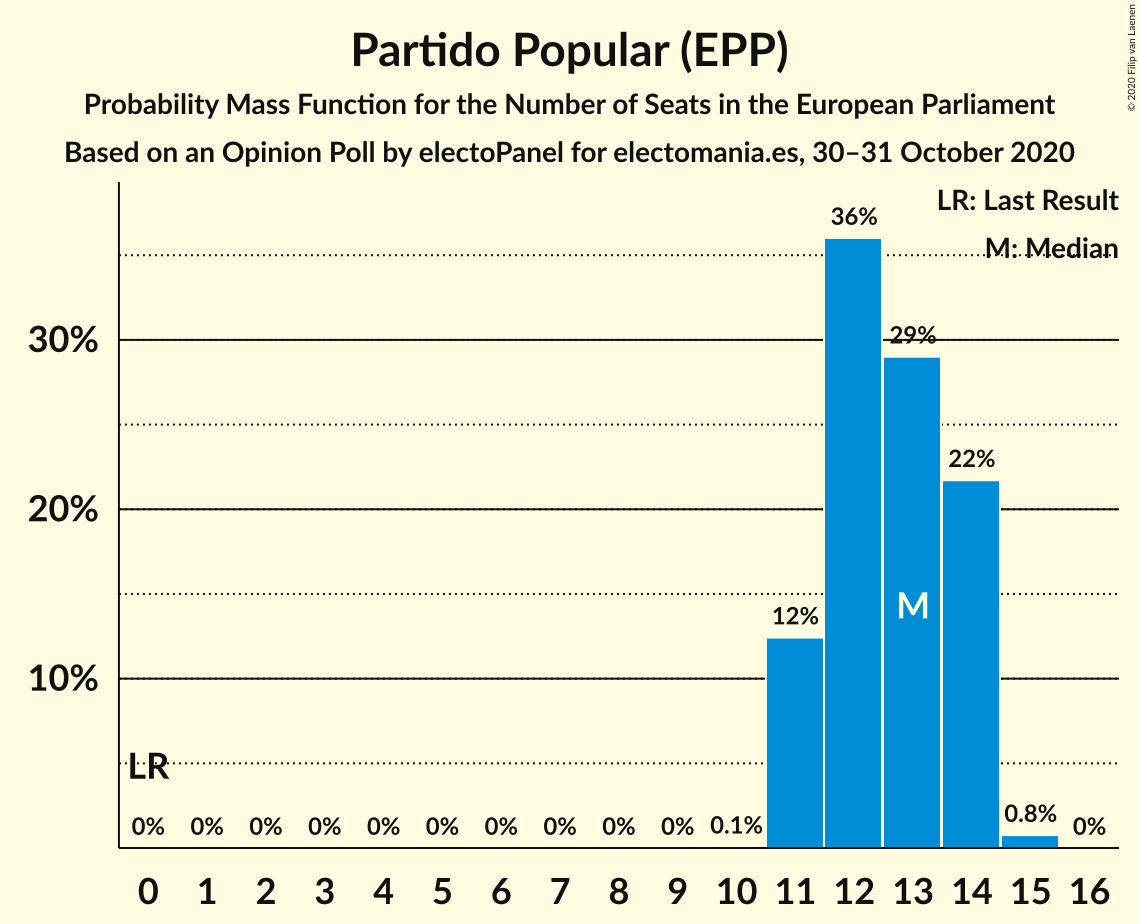 Partido Popular (EPP)
Probability Mass Function for the Number of Seats in the European Parliament
Based on an Opinion Poll by electoPanel for electomania.es, 30–31 October 2020
© 2020 Filip van Laenen
LR: Last Result
M: Median
36%
30%
29%
22%
20%
M
12%
10%
LR
0% 0% 0% 0% 0% 0% 0% 0% 0% 0% 0.1% 0.8% 0%
0 1 2 3 4 5 6 7 8 9 10 11 12 13 14 15 16